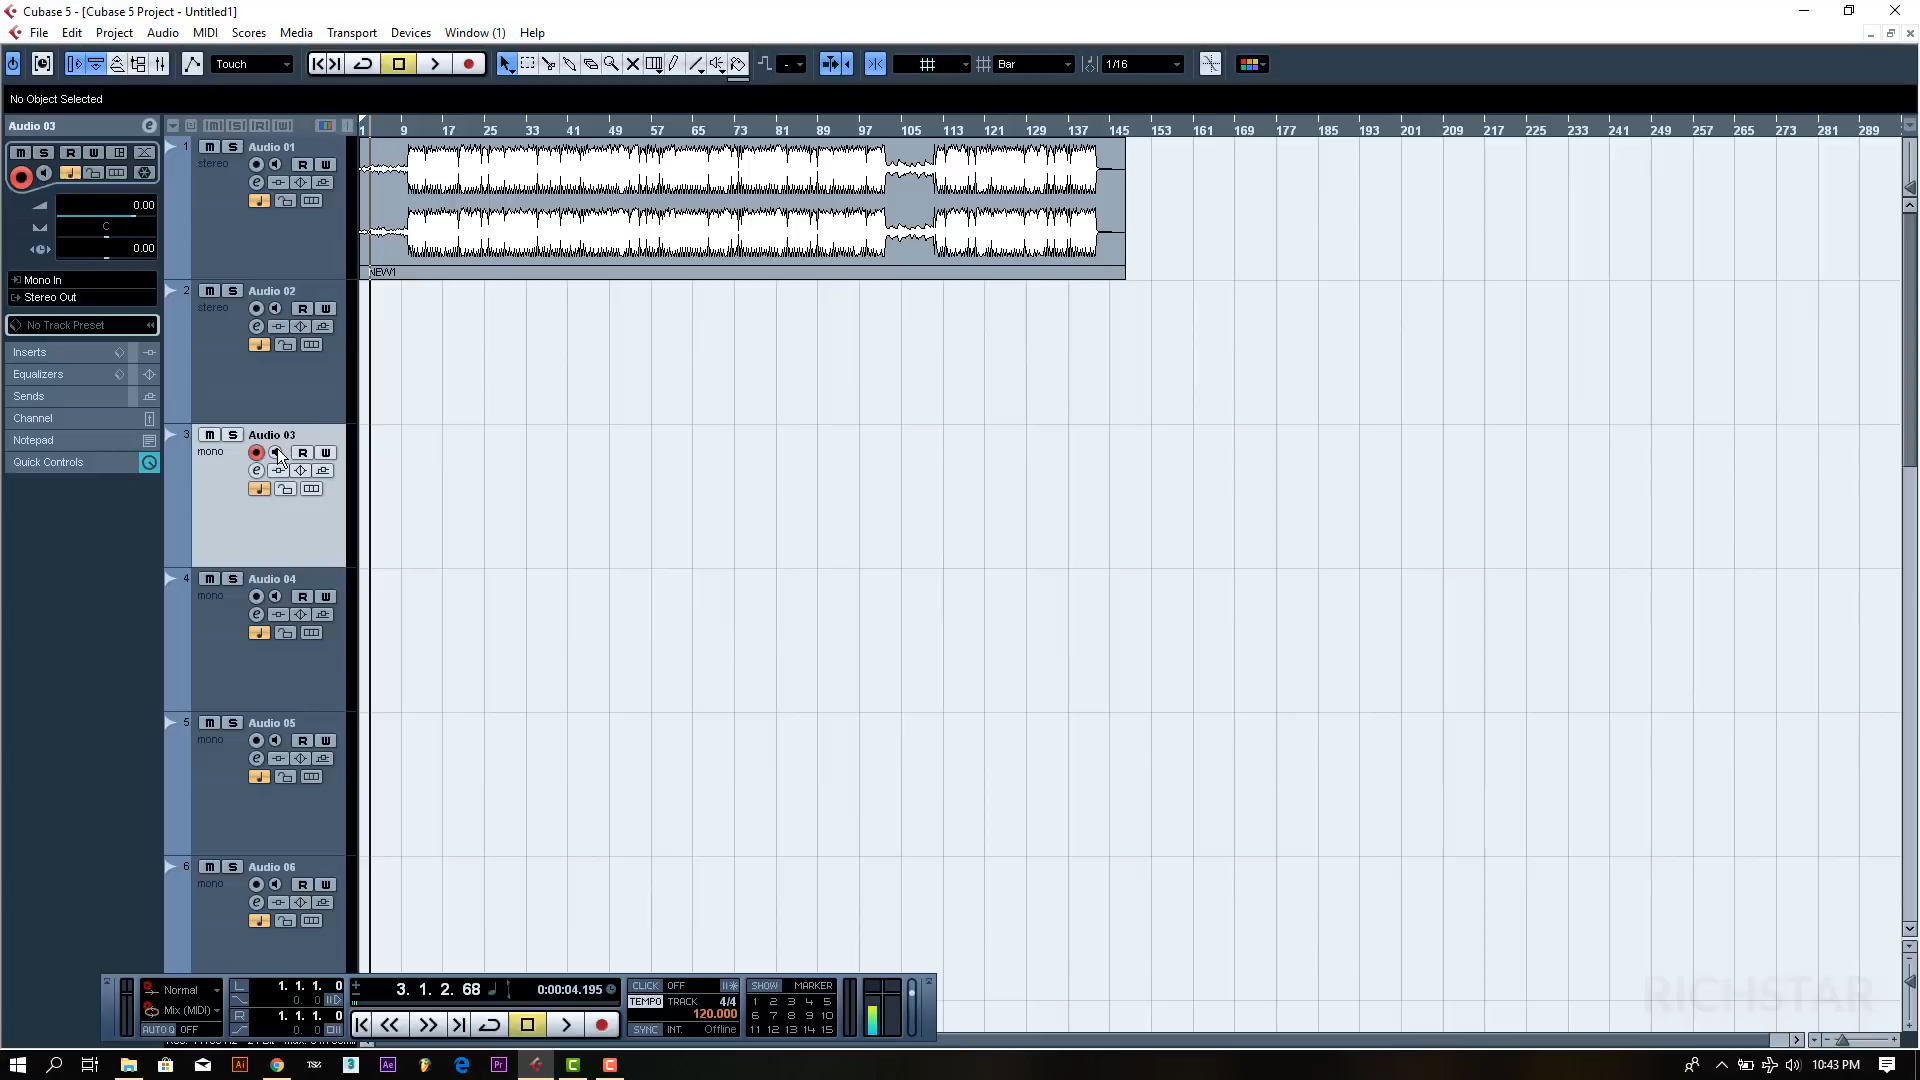 Cubase 5 - [Cubase 5 Project - Untitled1]
File Edit Project Audio MIDI Scores Media Transport Devices Window (1) Help
Touch - Bar 1/16
No Object Selected
Audio 03
1 9 17 25 33 41 49 57 65 73 81 89 97 105 113 121 129 137 145 153 161 169 177 185 193 201 209 217 225 233 241 249 257 265 273 281 289
M S R W
0.00
C
0.00
Mono In
Stereo Out
No Track Preset
Inserts
Equalizers
Sends
Channel
Notepad
Quick Controls
1 m S Audio 01
stereo R W
NEW1
2 m S Audio 02
stereo R W
3 m S Audio 03
mono R W
4 m S Audio 04
mono R W
5 m S Audio 05
mono R W
6 m S Audio 06
mono R W
Normal
Mix (MIDI)
AUTO Q OFF
L 1. 1. 1. 0
0. 0
R 1. 1. 1. 0
0. 0
3. 1. 2. 68 0:00:04.195
CLICK OFF
TEMPO TRACK 4/4
120.000
SYNC INT. Offline
SHOW MARKER
1 2 3 4 5
6 7 8 9 10
11 12 13 14 15
RICHSTAR
10:43 PM